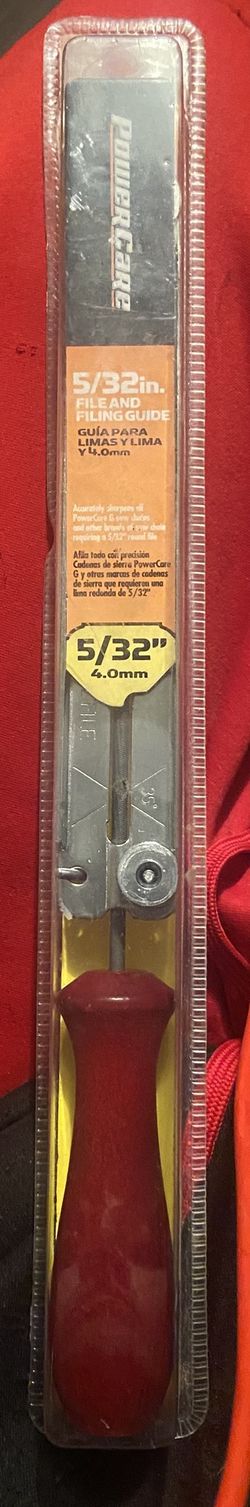 PowerCare
5/32in.
FILE AND
FILING GUIDE
GUÍA PARA
LIMAS Y LIMA
Y 4.0mm
Accurately sharpens all
PowerCare G saw chains
and other brands of saw chain
requiring a 5/32" round file
Afila todo con precisión
Cadenas de sierra PowerCare
G y otras marcas de cadenas
de sierra que requieren una
lima redonda de 5/32"
5/32"
4.0mm
35°